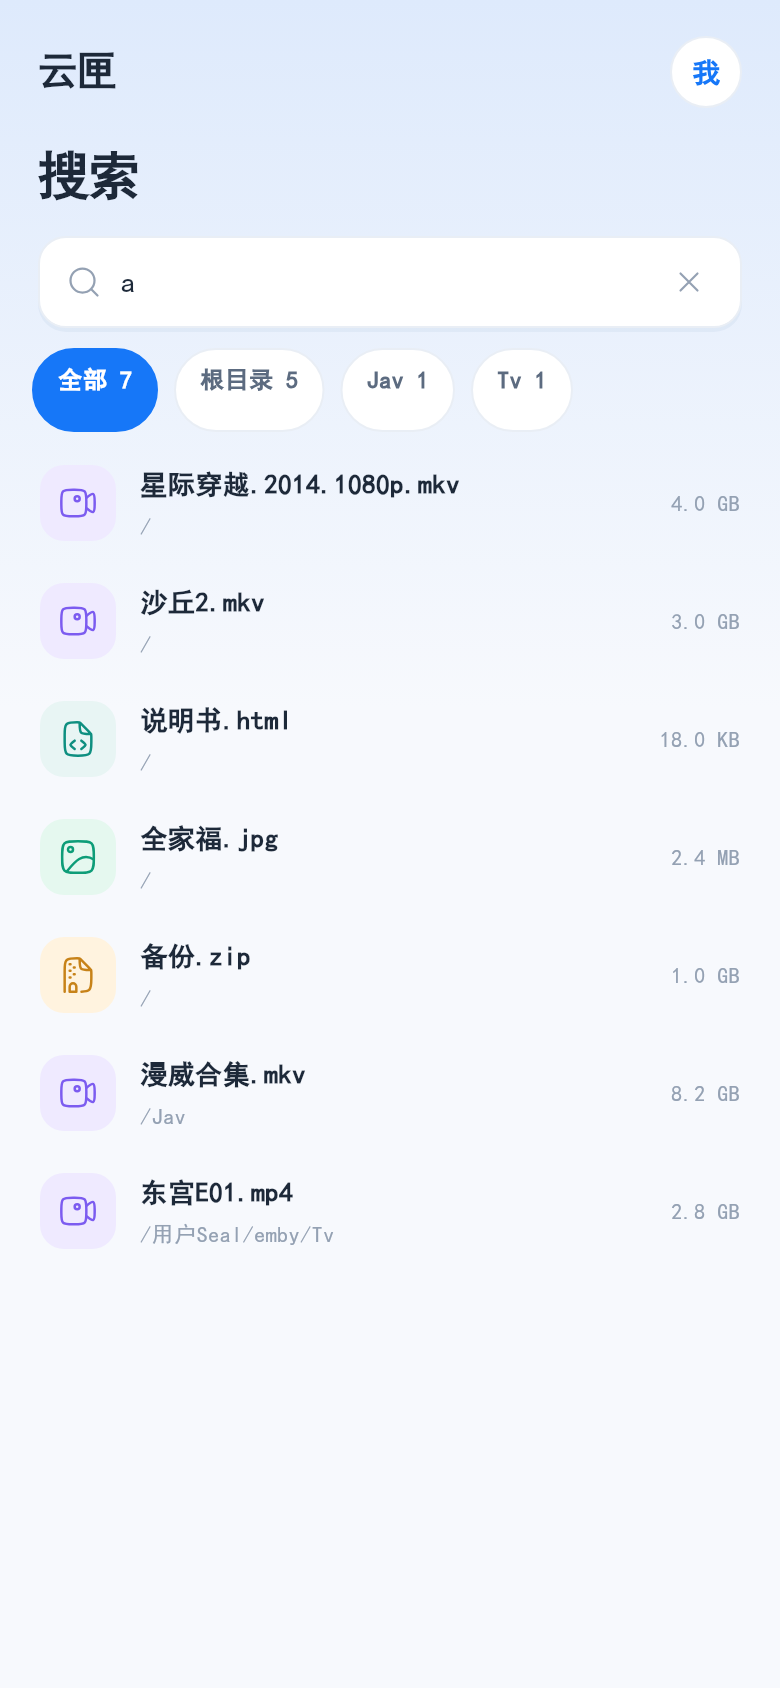 云匣
我
搜索
a
全部 7 根目录 5 Jav 1 Tv 1
星际穿越.2014.1080p.mkv
/
4.0 GB
沙丘2.mkv
/
3.0 GB
说明书.html
/
18.0 KB
全家福.jpg
/
2.4 MB
备份.zip
/
1.0 GB
漫威合集.mkv
/Jav
8.2 GB
东宫E01.mp4
/用户Seal/emby/Tv
2.8 GB